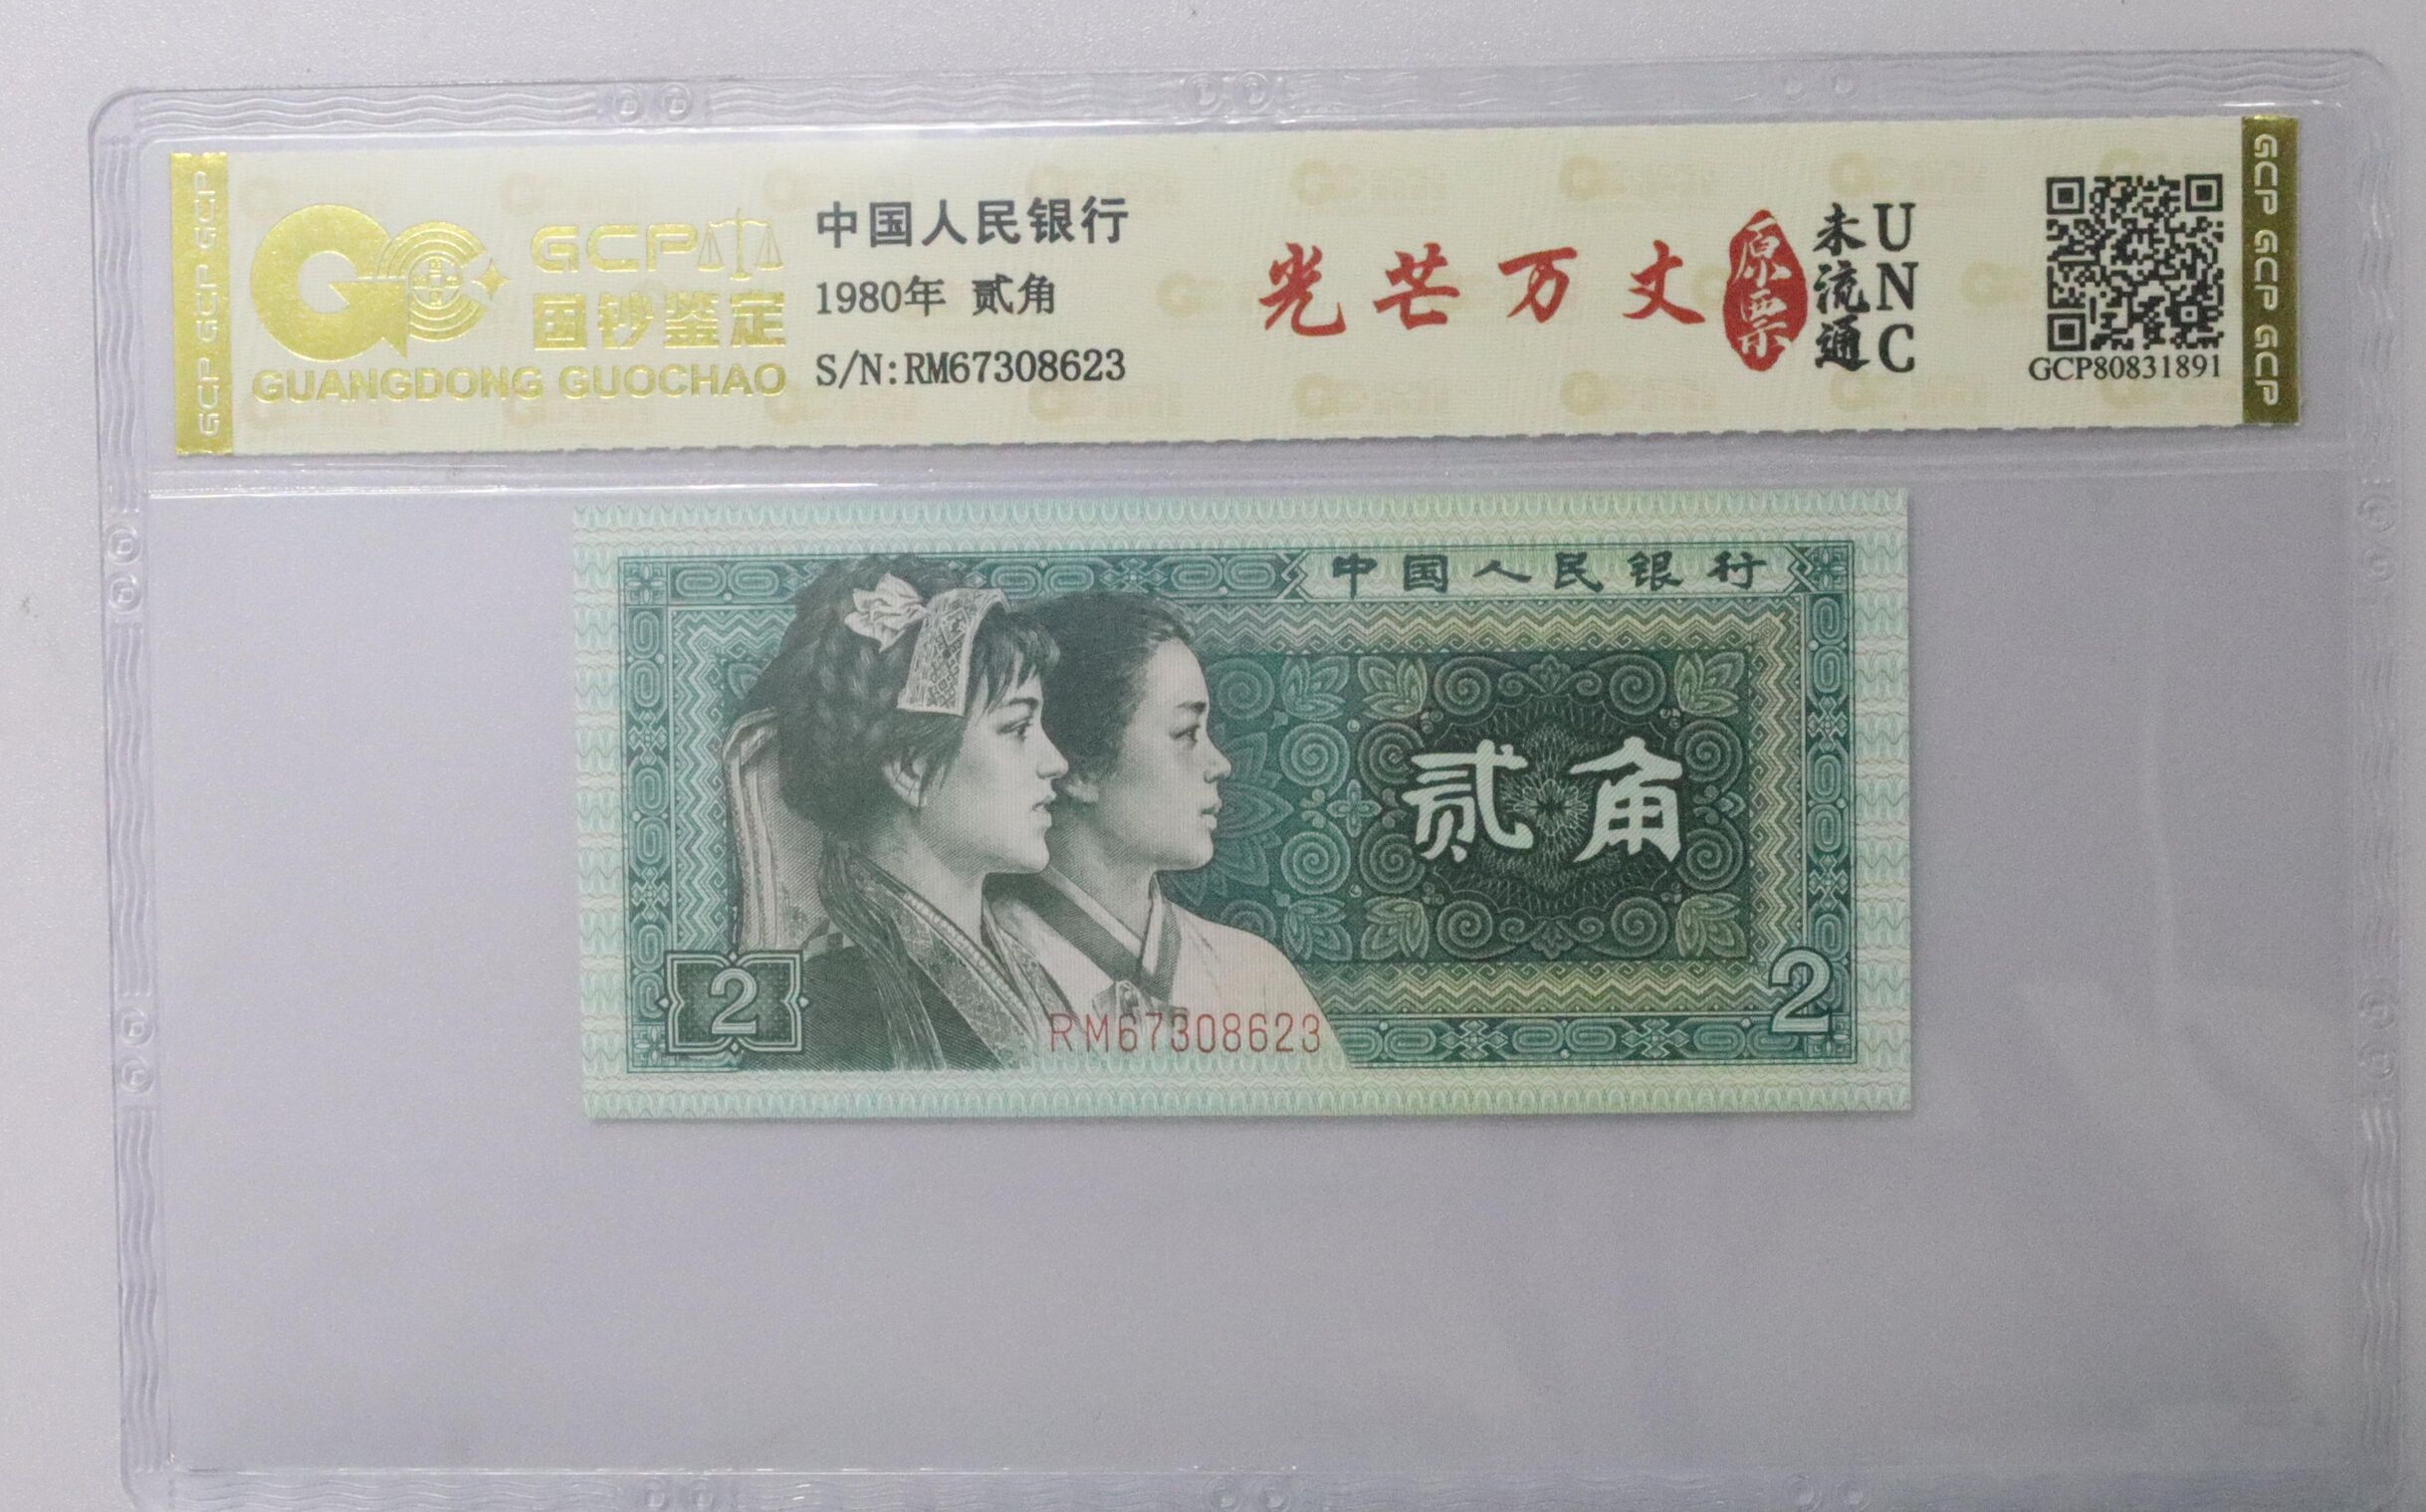 GCP GCP GCP
GCP
国钞鉴定
GUANGDONG GUOCHAO
中国人民银行
1980年 贰角
S/N:RM67308623
光芒万丈
原票
未流通
UNC
GCP80831891
GCP GCP GCP
中国人民银行
贰角
2
RM67308623
2